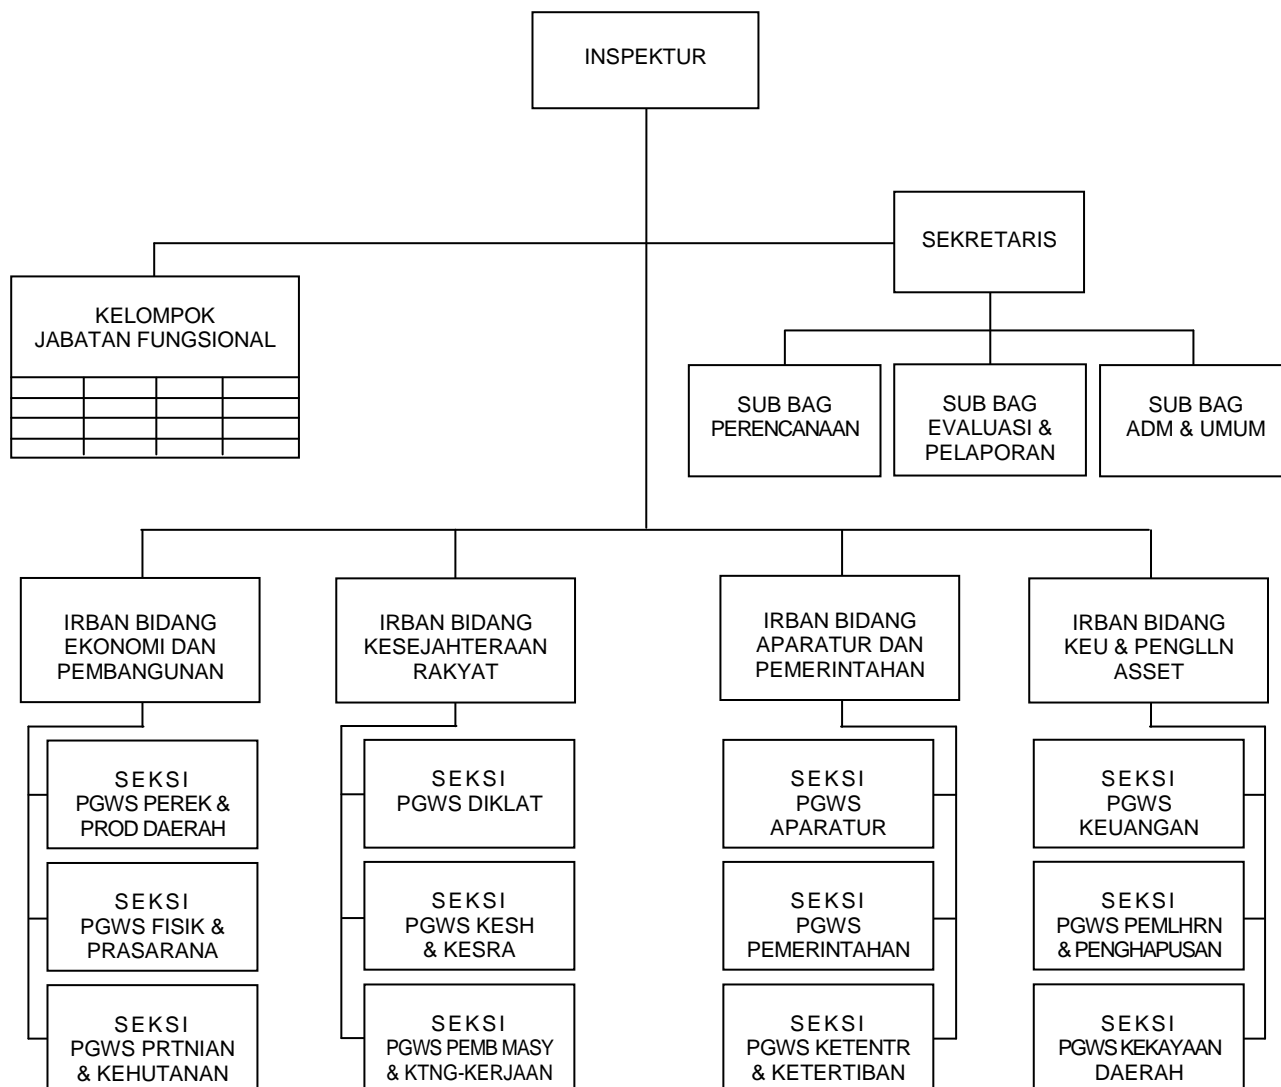 INSPEKTUR
SEKRETARIS
KELOMPOK
JABATAN FUNGSIONAL
SUB BAG
PERENCANAAN
SUB BAG
EVALUASI &
PELAPORAN
SUB BAG
ADM & UMUM
IRBAN BIDANG
EKONOMI DAN
PEMBANGUNAN
IRBAN BIDANG
KESEJAHTERAAN
RAKYAT
IRBAN BIDANG
APARATUR DAN
PEMERINTAHAN
IRBAN BIDANG
KEU & PENGLLN
ASSET
SEKSI
PGWS PEREK &
PROD DAERAH
SEKSI
PGWS DIKLAT
SEKSI
PGWS
APARATUR
SEKSI
PGWS
KEUANGAN
SEKSI
PGWS FISIK &
PRASARANA
SEKSI
PGWS KESH
& KESRA
SEKSI
PGWS
PEMERINTAHAN
SEKSI
PGWS PEMLHRN
& PENGHAPUSAN
SEKSI
PGWS PRTNIAN
& KEHUTANAN
SEKSI
PGWS PEMB MASY
& KTNG-KERJAAN
SEKSI
PGWS KETENTR
& KETERTIBAN
SEKSI
PGWS KEKAYAAN
DAERAH